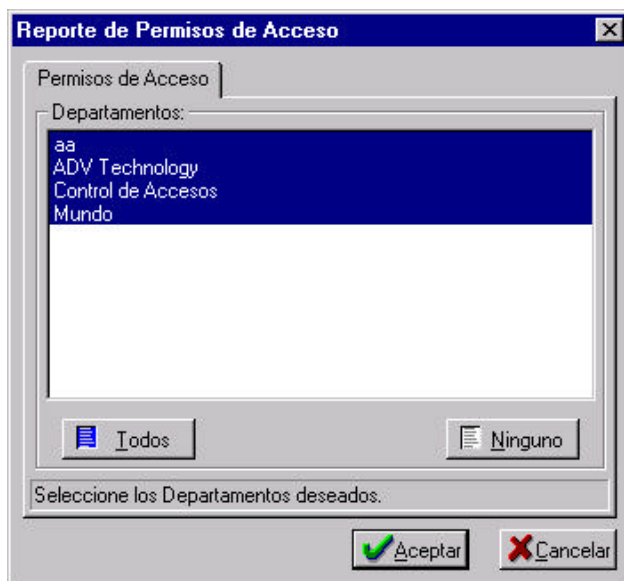 Reporte de Permisos de Acceso
Permisos de Acceso
Departamentos:
aa
ADV Technology
Control de Accesos
Mundo
Todos
Ninguno
Seleccione los Departamentos deseados.
Aceptar
Cancelar